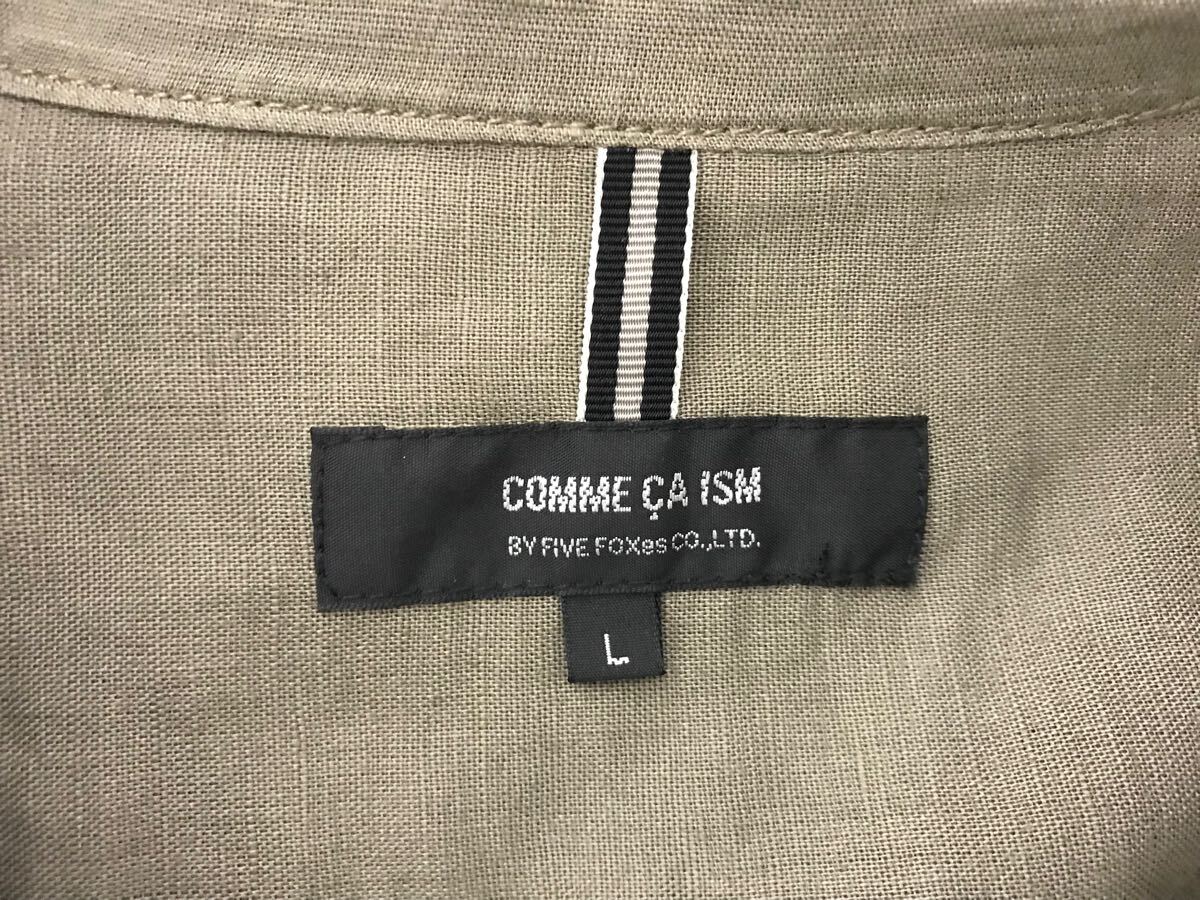 COMME ÇA ISM
BY FIVE FOXes CO.,LTD.
L